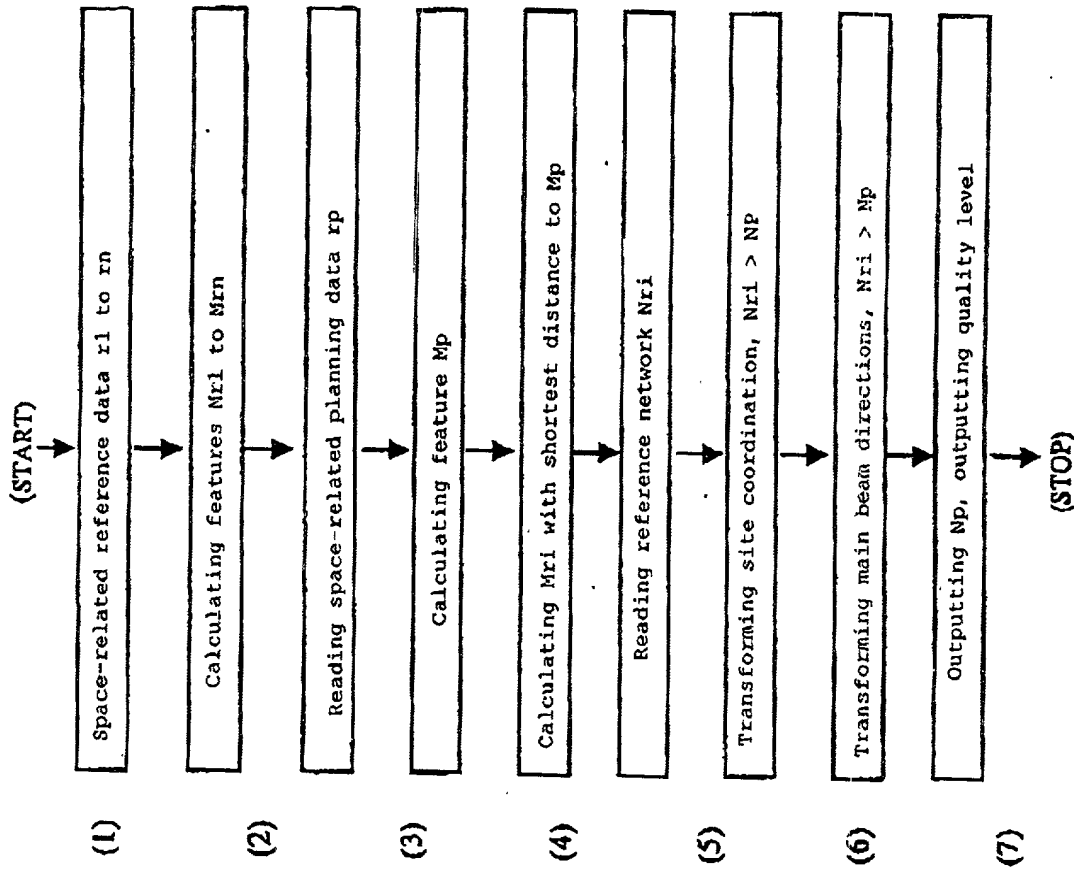 (START)
(1)
Space-related reference data r1 to rn
Calculating features Mr1 to Mrn
(2)
Reading space-related planning data rp
(3)
Calculating feature Mp
Calculating Mri with shortest distance to Mp
(4)
Reading reference network Nri
(5)
Transforming site coordination, Nri > NP
(6)
Transforming main beam directions, Nri > Np
Outputting Np, outputting quality level
(7)
(STOP)